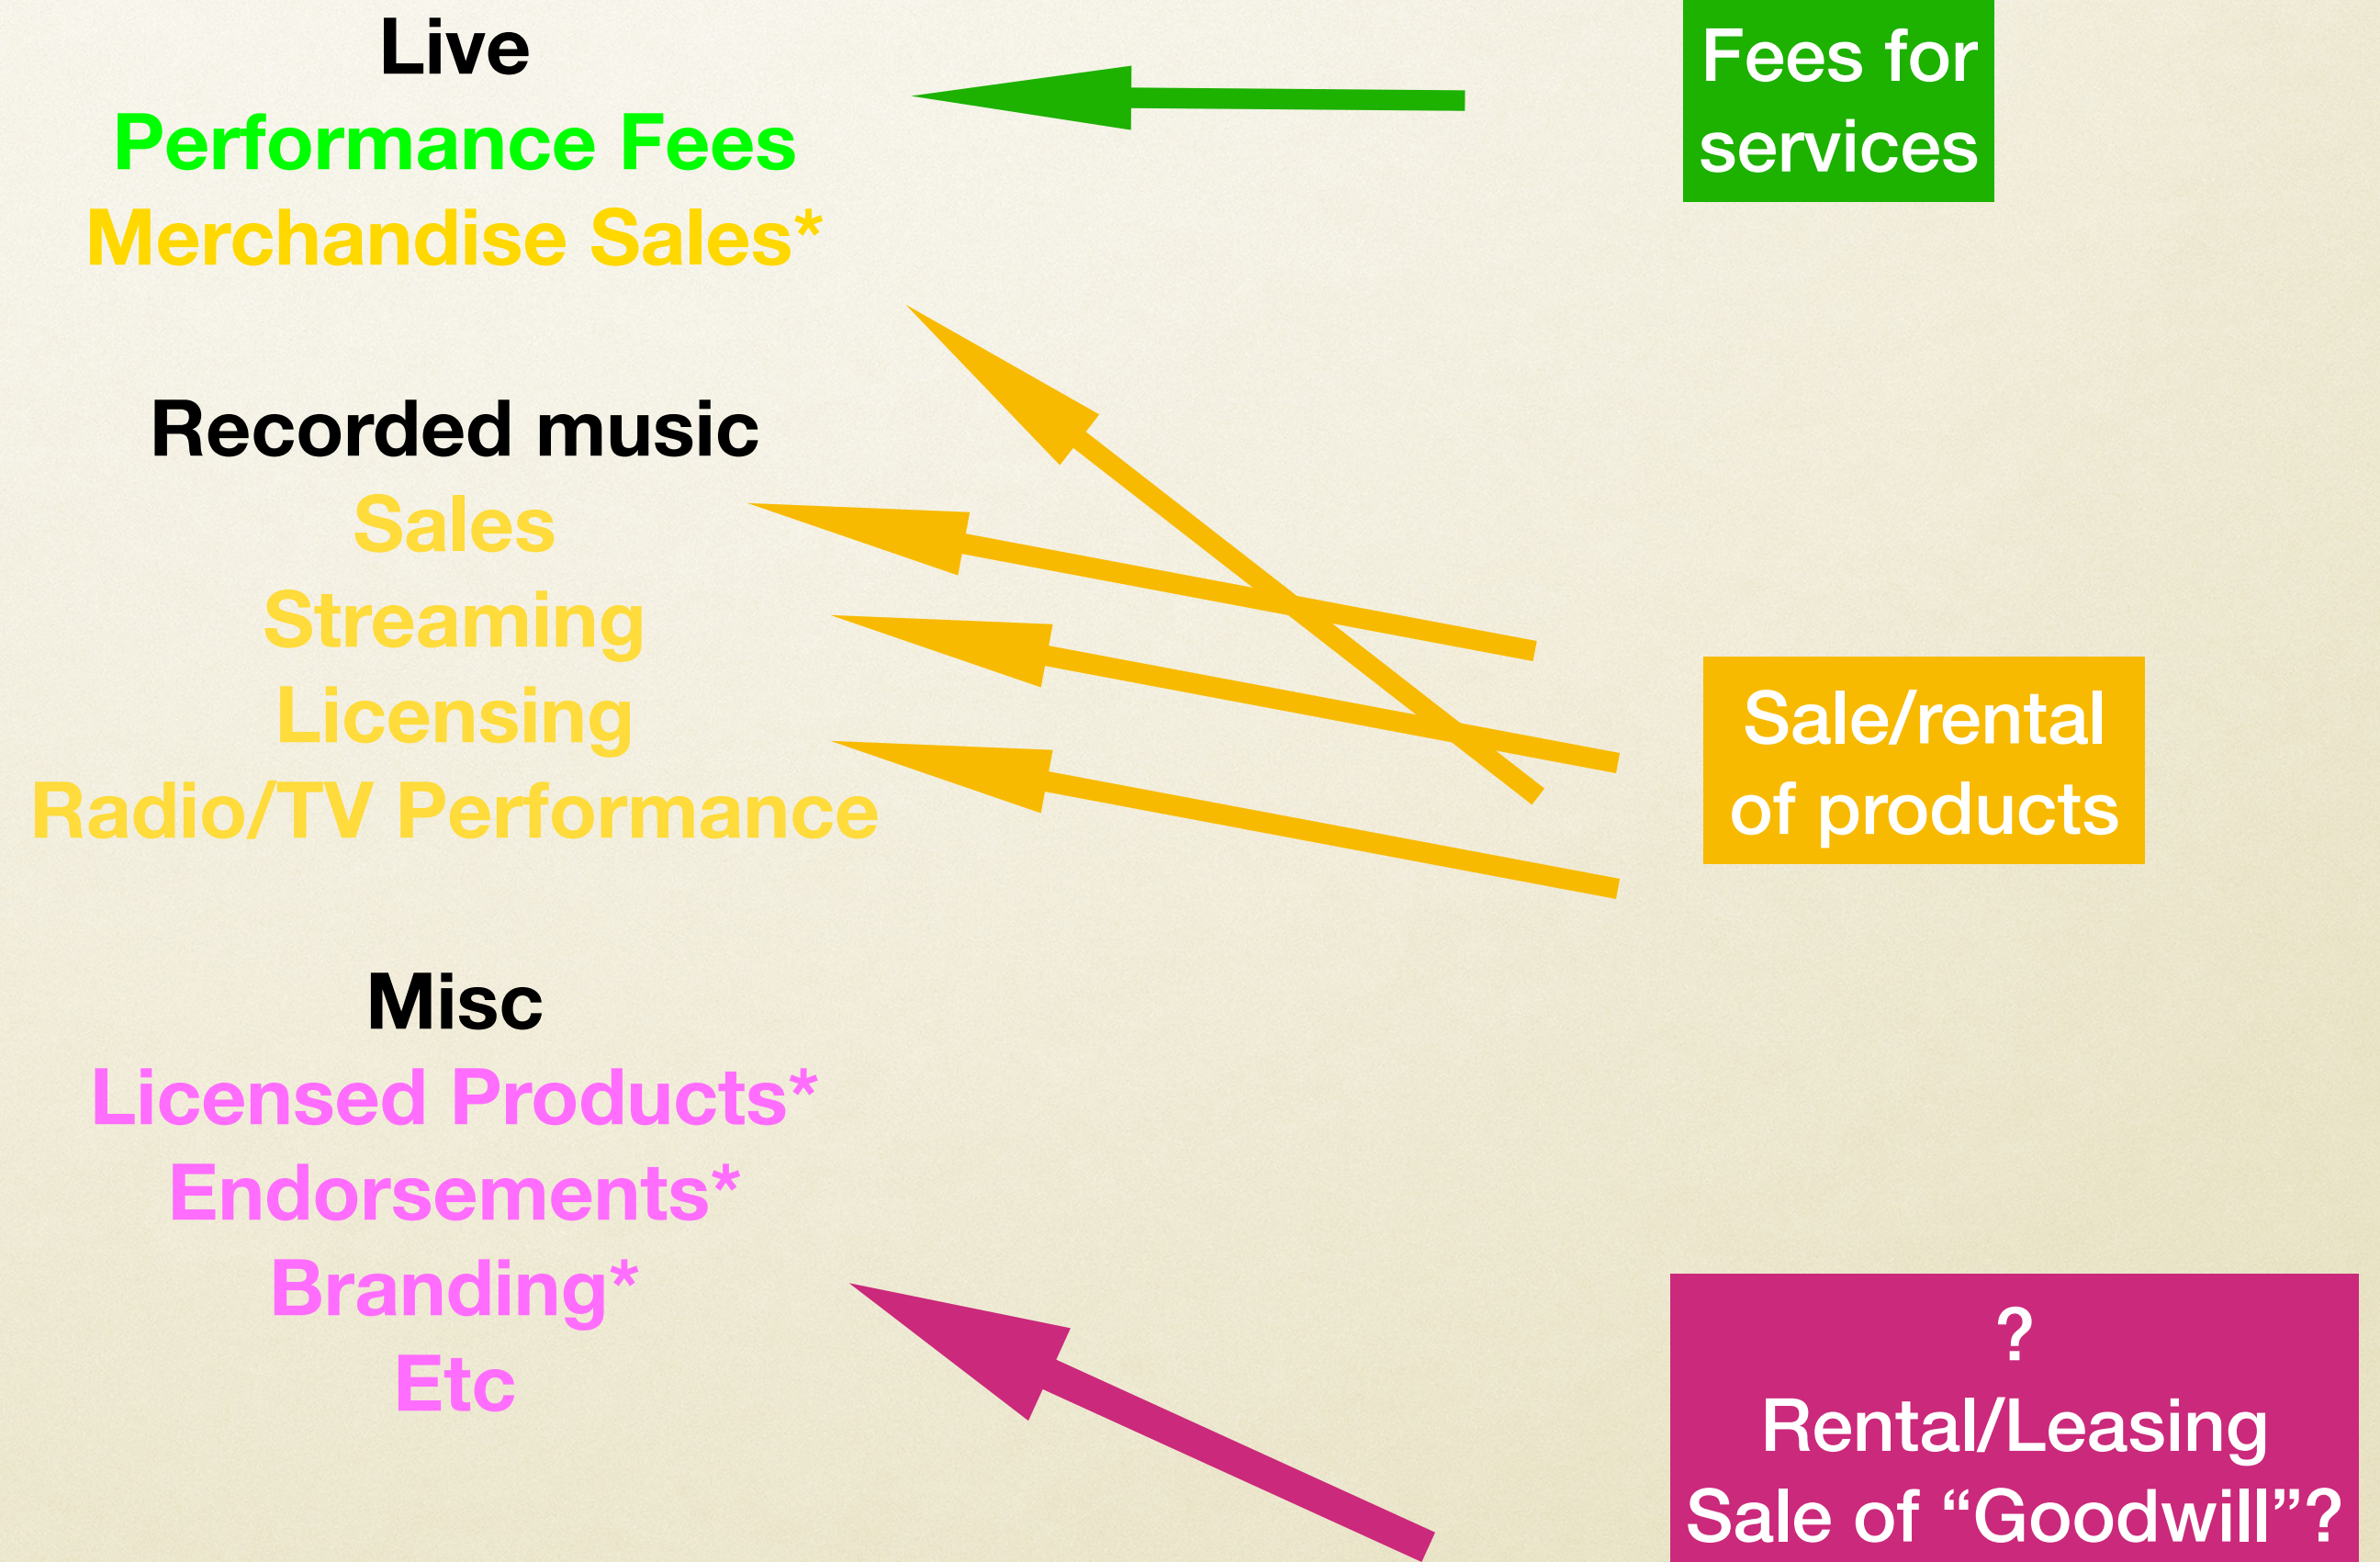 Live
Performance Fees
Merchandise Sales*
Recorded music
Sales
Streaming
Licensing
Radio/TV Performance
Misc
Licensed Products*
Endorsements*
Branding*
Etc
Fees for
services
Sale/rental
of products
?
Rental/Leasing
Sale of “Goodwill”?